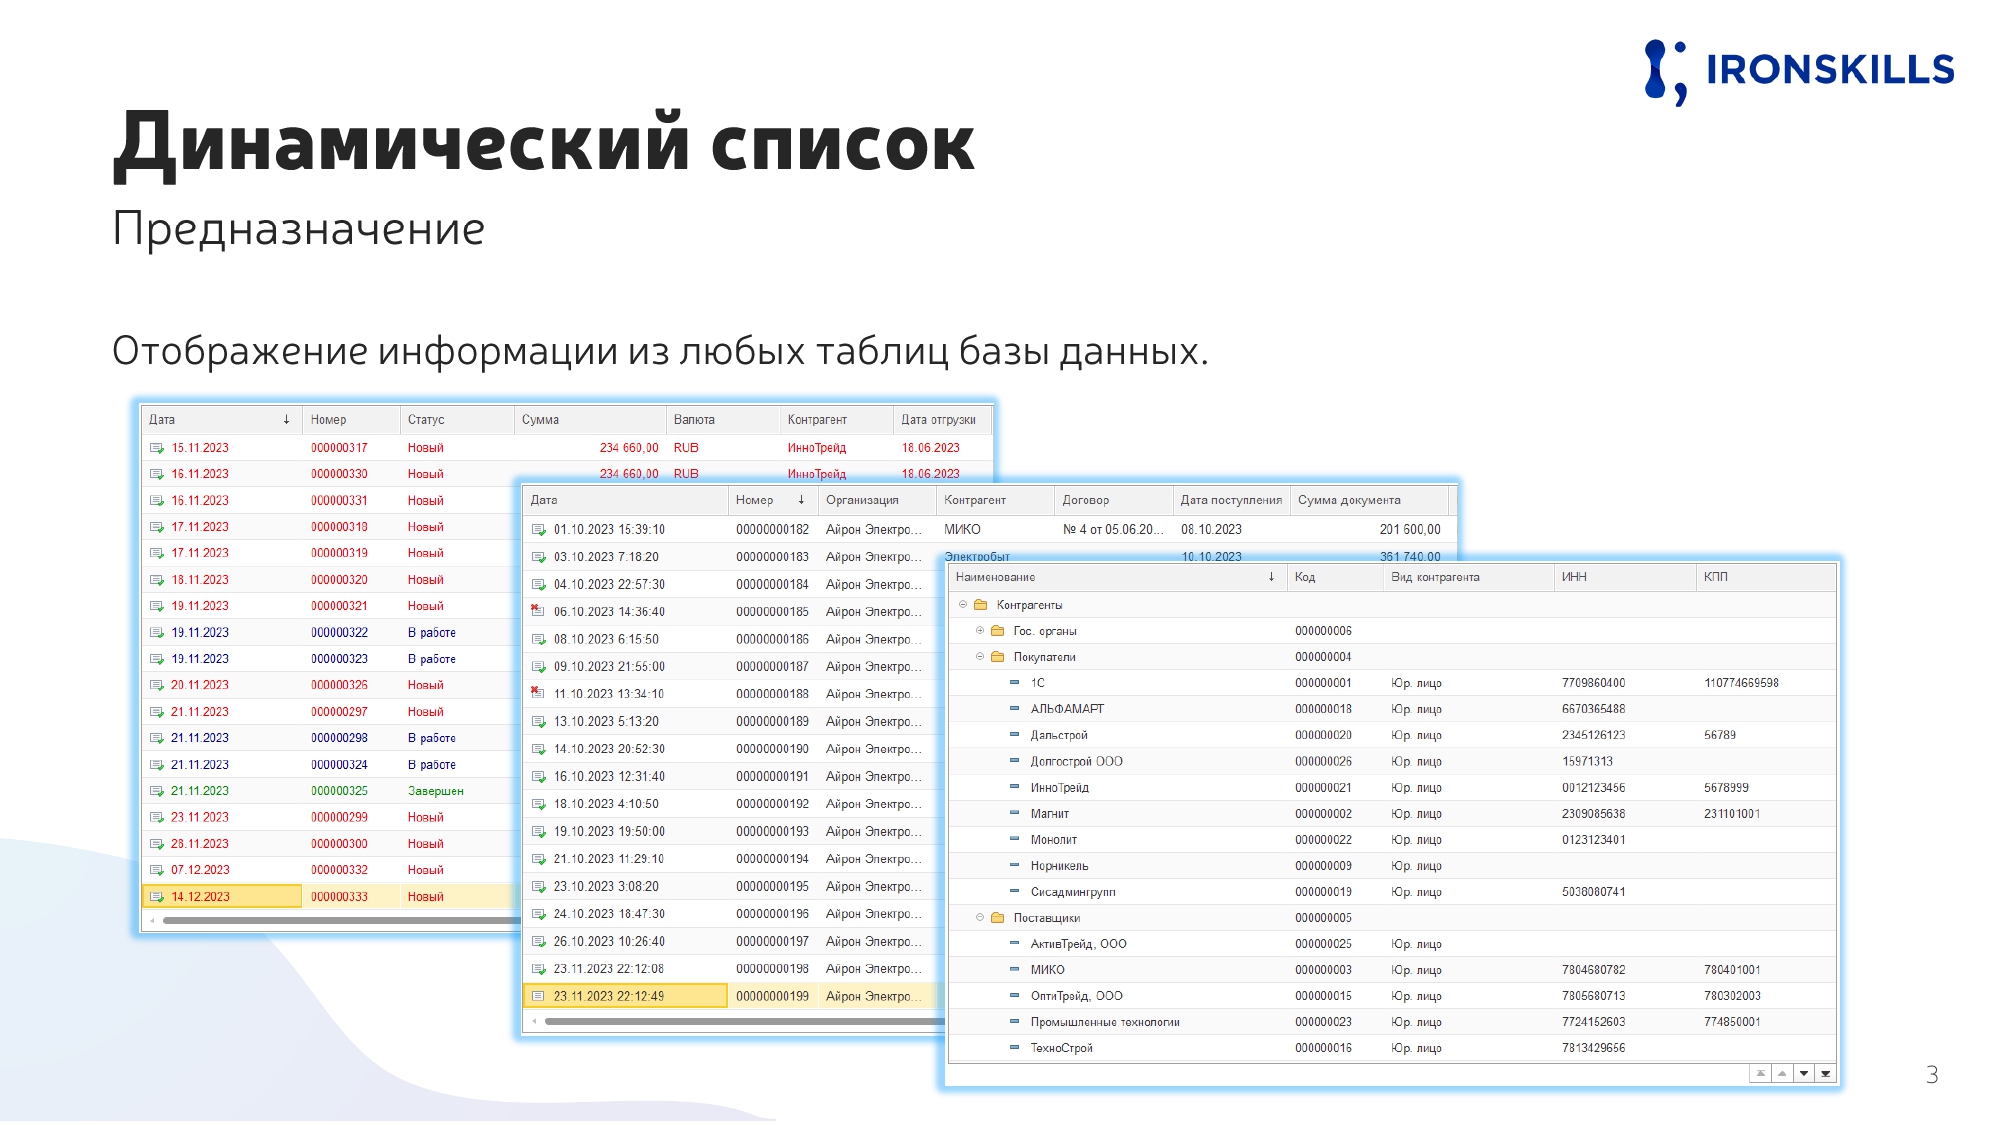 IRONSKILLS
Динамический список
Предназначение
Отображение информации из любых таблиц базы данных.
Дата ↓ Номер Статус Сумма Валюта Контрагент Дата отгрузки
15.11.2023 000000317 Новый 234 660,00 RUB ИнноТрейд 18.06.2023
16.11.2023 000000330 Новый 234 660,00 RUB ИнноТрейд 18.06.2023
16.11.2023 000000331 Новый
17.11.2023 000000318 Новый
17.11.2023 000000319 Новый
18.11.2023 000000320 Новый
19.11.2023 000000321 Новый
19.11.2023 000000322 В работе
19.11.2023 000000323 В работе
20.11.2023 000000326 Новый
21.11.2023 000000297 Новый
21.11.2023 000000298 В работе
21.11.2023 000000324 В работе
21.11.2023 000000325 Завершен
23.11.2023 000000299 Новый
28.11.2023 000000300 Новый
07.12.2023 000000332 Новый
14.12.2023 000000333 Новый
Дата Номер ↓ Организация Контрагент Договор Дата поступления Сумма документа
01.10.2023 15:39:10 00000000182 Айрон Электро... МИКО № 4 от 05.06.20... 08.10.2023 201 600,00
03.10.2023 7:18:20 00000000183 Айрон Электро... Электробыт 10.10.2023 361 740,00
04.10.2023 22:57:30 00000000184 Айрон Электро...
06.10.2023 14:36:40 00000000185 Айрон Электро...
08.10.2023 6:15:50 00000000186 Айрон Электро...
09.10.2023 21:55:00 00000000187 Айрон Электро...
11.10.2023 13:34:10 00000000188 Айрон Электро...
13.10.2023 5:13:20 00000000189 Айрон Электро...
14.10.2023 20:52:30 00000000190 Айрон Электро...
16.10.2023 12:31:40 00000000191 Айрон Электро...
18.10.2023 4:10:50 00000000192 Айрон Электро...
19.10.2023 19:50:00 00000000193 Айрон Электро...
21.10.2023 11:29:10 00000000194 Айрон Электро...
23.10.2023 3:08:20 00000000195 Айрон Электро...
24.10.2023 18:47:30 00000000196 Айрон Электро...
26.10.2023 10:26:40 00000000197 Айрон Электро...
23.11.2023 22:12:08 00000000198 Айрон Электро...
23.11.2023 22:12:49 00000000199 Айрон Электро...
Наименование ↓ Код Вид контрагента ИНН КПП
Контрагенты
Гос. органы 000000006
Покупатели 000000004
1С 000000001 Юр. лицо 7709860400 110774669598
АЛЬФАМАРТ 000000018 Юр. лицо 6670365488
Дальстрой 000000020 Юр. лицо 2345126123 56789
Долгострой ООО 000000026 Юр. лицо 15971313
ИнноТрейд 000000021 Юр. лицо 0012123456 5678999
Магнит 000000002 Юр. лицо 2309085638 231101001
Монолит 000000022 Юр. лицо 0123123401
Норникель 000000009 Юр. лицо
Сисадмингрупп 000000019 Юр. лицо 5038080741
Поставщики 000000005
АктивТрейд, ООО 000000025 Юр. лицо
МИКО 000000003 Юр. лицо 7804680782 780401001
ОптиТрейд, ООО 000000015 Юр. лицо 7805680713 780302003
Промышленные технологии 000000023 Юр. лицо 7724152603 774850001
ТехноСтрой 000000016 Юр. лицо 7813429656
3